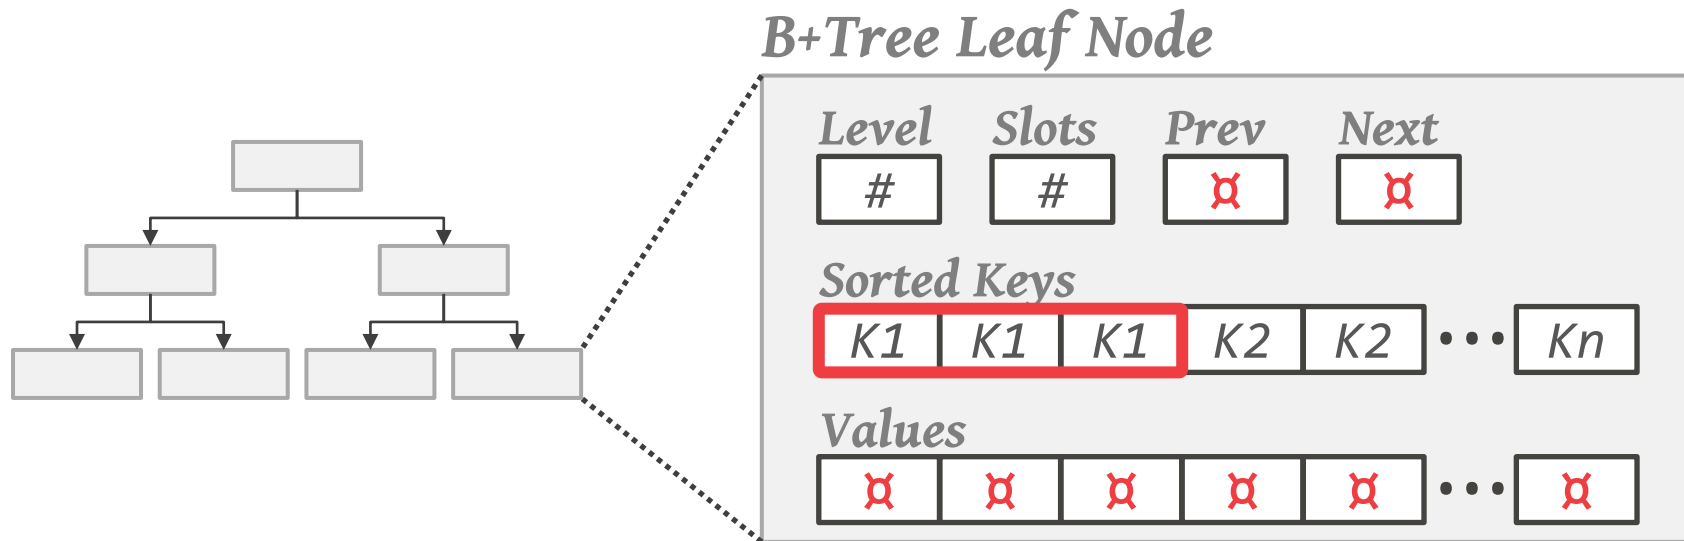 B+Tree Leaf Node
Level Slots Prev Next
# # ¤ ¤
Sorted Keys
K1 K1 K1 K2 K2 ••• Kn
Values
¤ ¤ ¤ ¤ ¤ ••• ¤